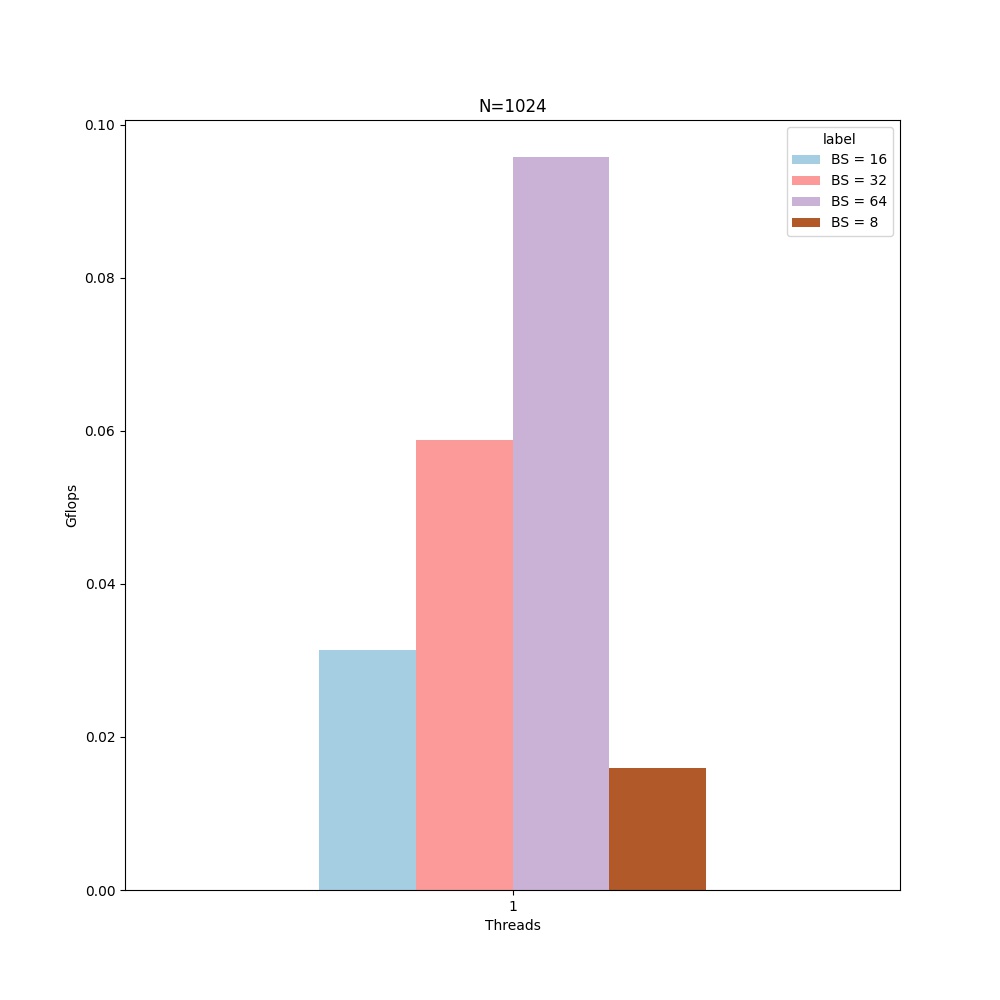 N=1024
label
BS = 16
BS = 32
BS = 64
BS = 8
0.10
0.08
0.06
0.04
0.02
0.00
Gflops
1
Threads